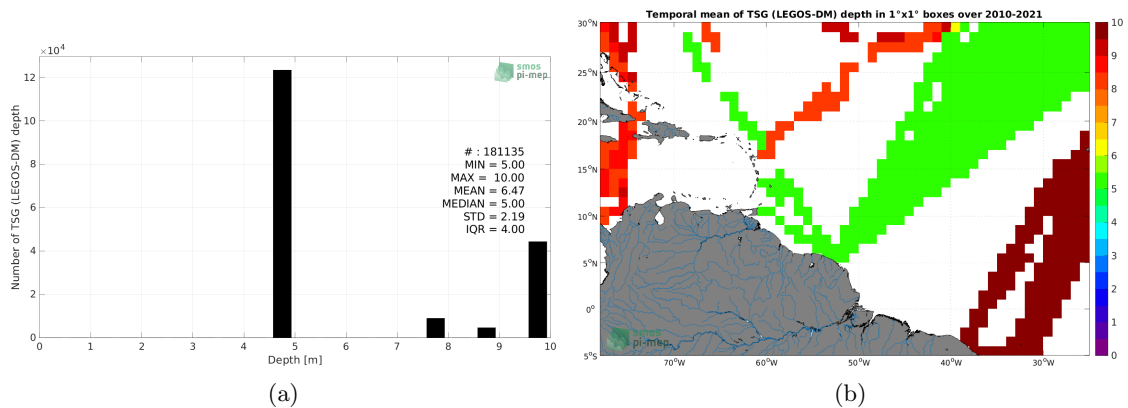 ×10⁴
12
10
8
6
4
2
0
Number of TSG (LEGOS-DM) depth
0 1 2 3 4 5 6 7 8 9 10
Depth [m]
smos
pi-mep
# : 181135
MIN = 5.00
MAX = 10.00
MEAN = 6.47
MEDIAN = 5.00
STD = 2.19
IQR = 4.00
(a)
Temporal mean of TSG (LEGOS-DM) depth in 1°x1° boxes over 2010-2021
30°N
25°N
20°N
15°N
10°N
5°N
0°
5°S
70°W 60°W 50°W 40°W 30°W
smos
pi-mep
10
9
8
7
6
5
4
3
2
1
0
(b)